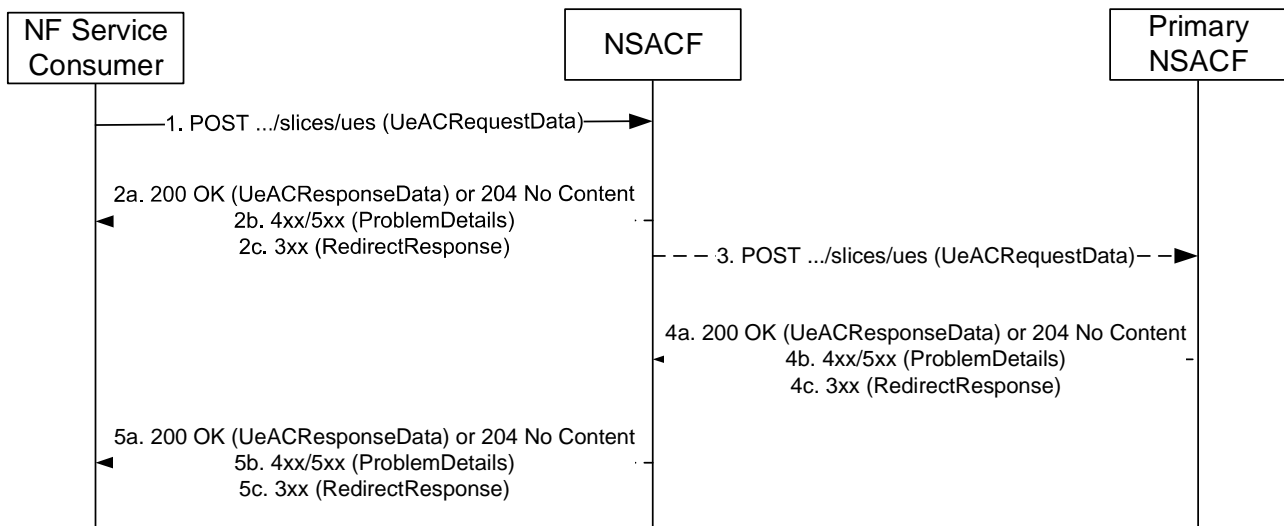 NF Service
Consumer
NSACF
Primary
NSACF
1. POST .../slices/ues (UeACRequestData)
2a. 200 OK (UeACResponseData) or 204 No Content
2b. 4xx/5xx (ProblemDetails)
2c. 3xx (RedirectResponse)
3. POST .../slices/ues (UeACRequestData)
4a. 200 OK (UeACResponseData) or 204 No Content
4b. 4xx/5xx (ProblemDetails)
4c. 3xx (RedirectResponse)
5a. 200 OK (UeACResponseData) or 204 No Content
5b. 4xx/5xx (ProblemDetails)
5c. 3xx (RedirectResponse)